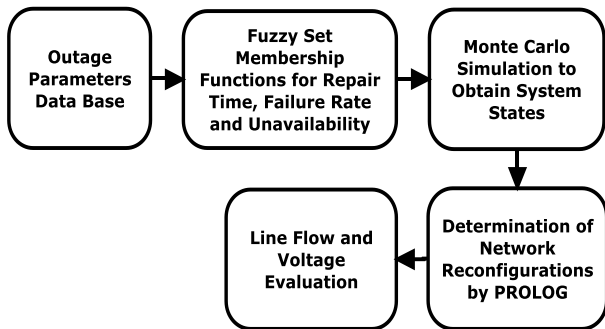 Outage
Parameters
Data Base
Fuzzy Set
Membership
Functions for Repair
Time, Failure Rate
and Unavailability
Monte Carlo
Simulation to
Obtain System
States
Determination of
Network
Reconfigurations
by PROLOG
Line Flow and
Voltage
Evaluation